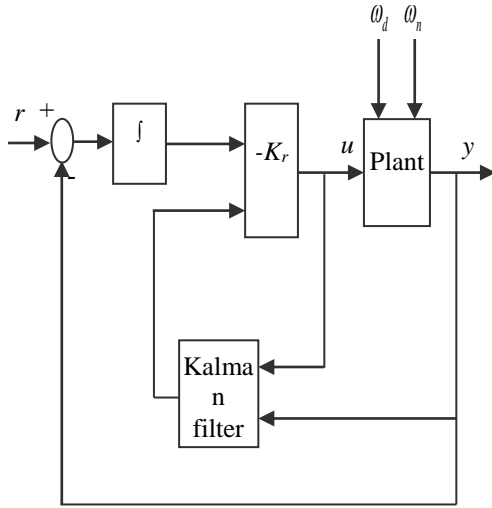 ω_d ω_n
r +
∫
-K_r
u
Plant
y
-
Kalma
n
filter